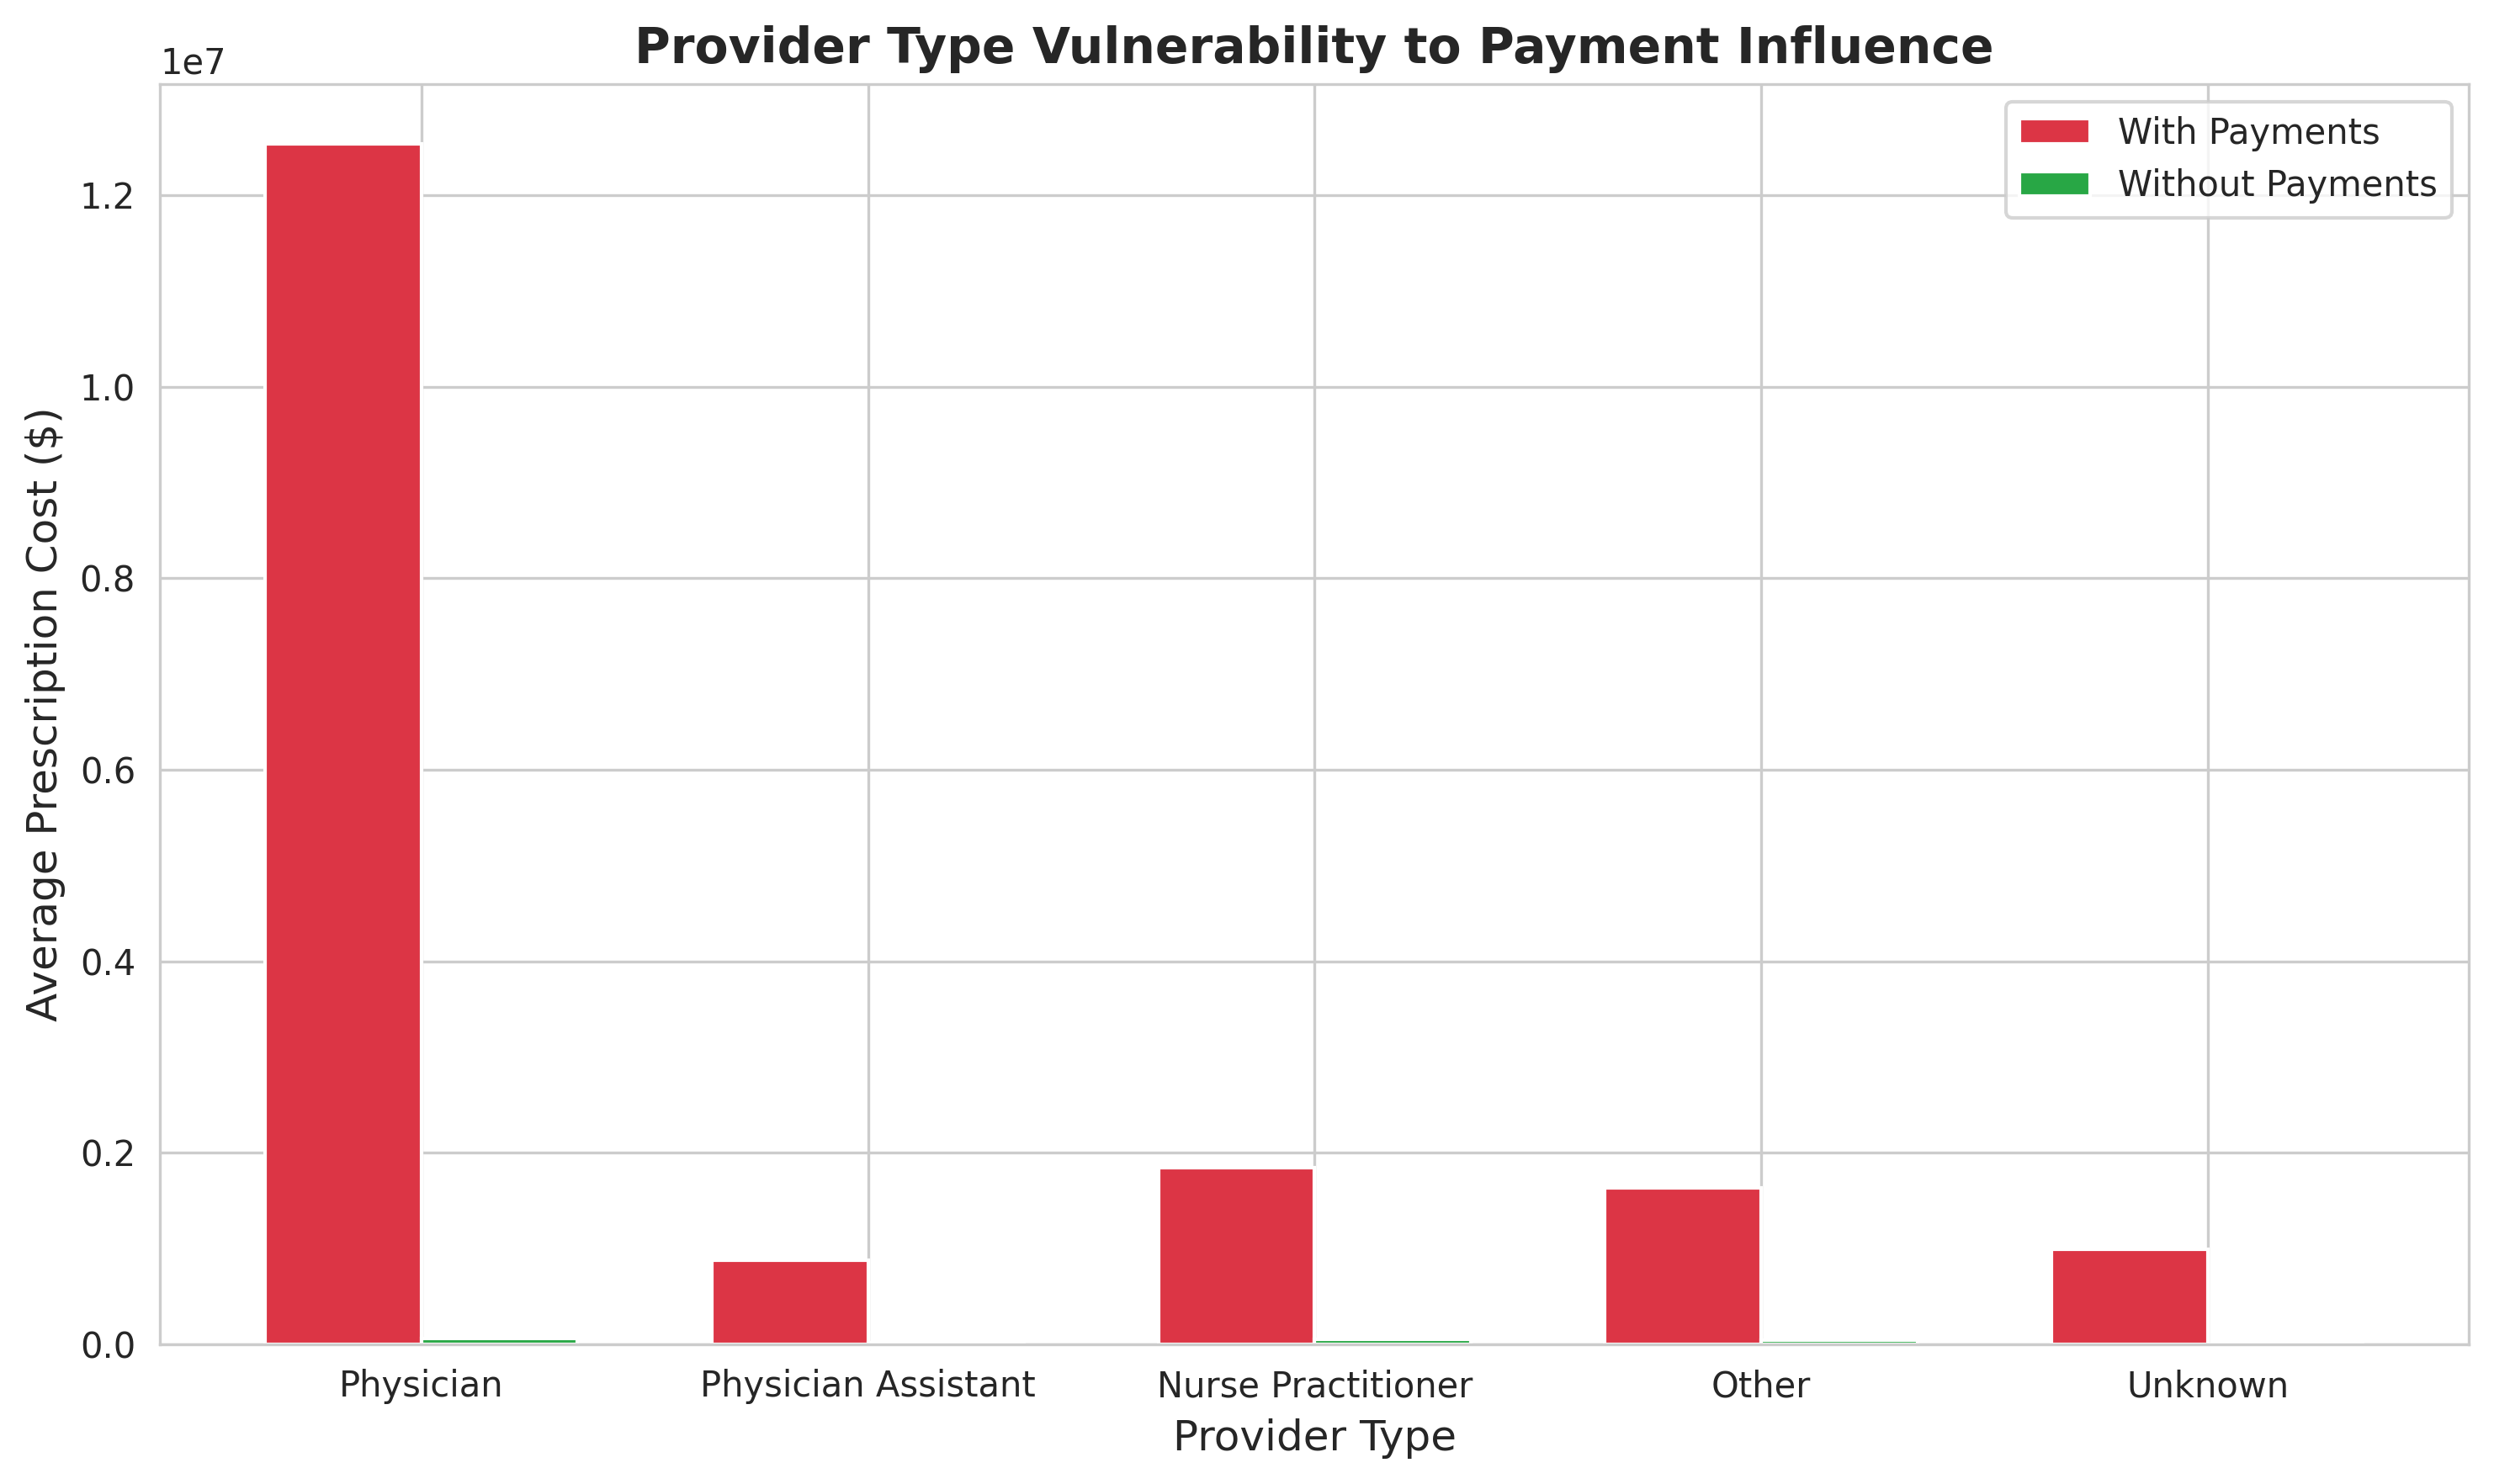 Provider Type Vulnerability to Payment Influence
1e7
With Payments
Without Payments
1.2
1.0
0.8
0.6
0.4
0.2
0.0
Average Prescription Cost ($)
Physician
Physician Assistant
Nurse Practitioner
Other
Unknown
Provider Type